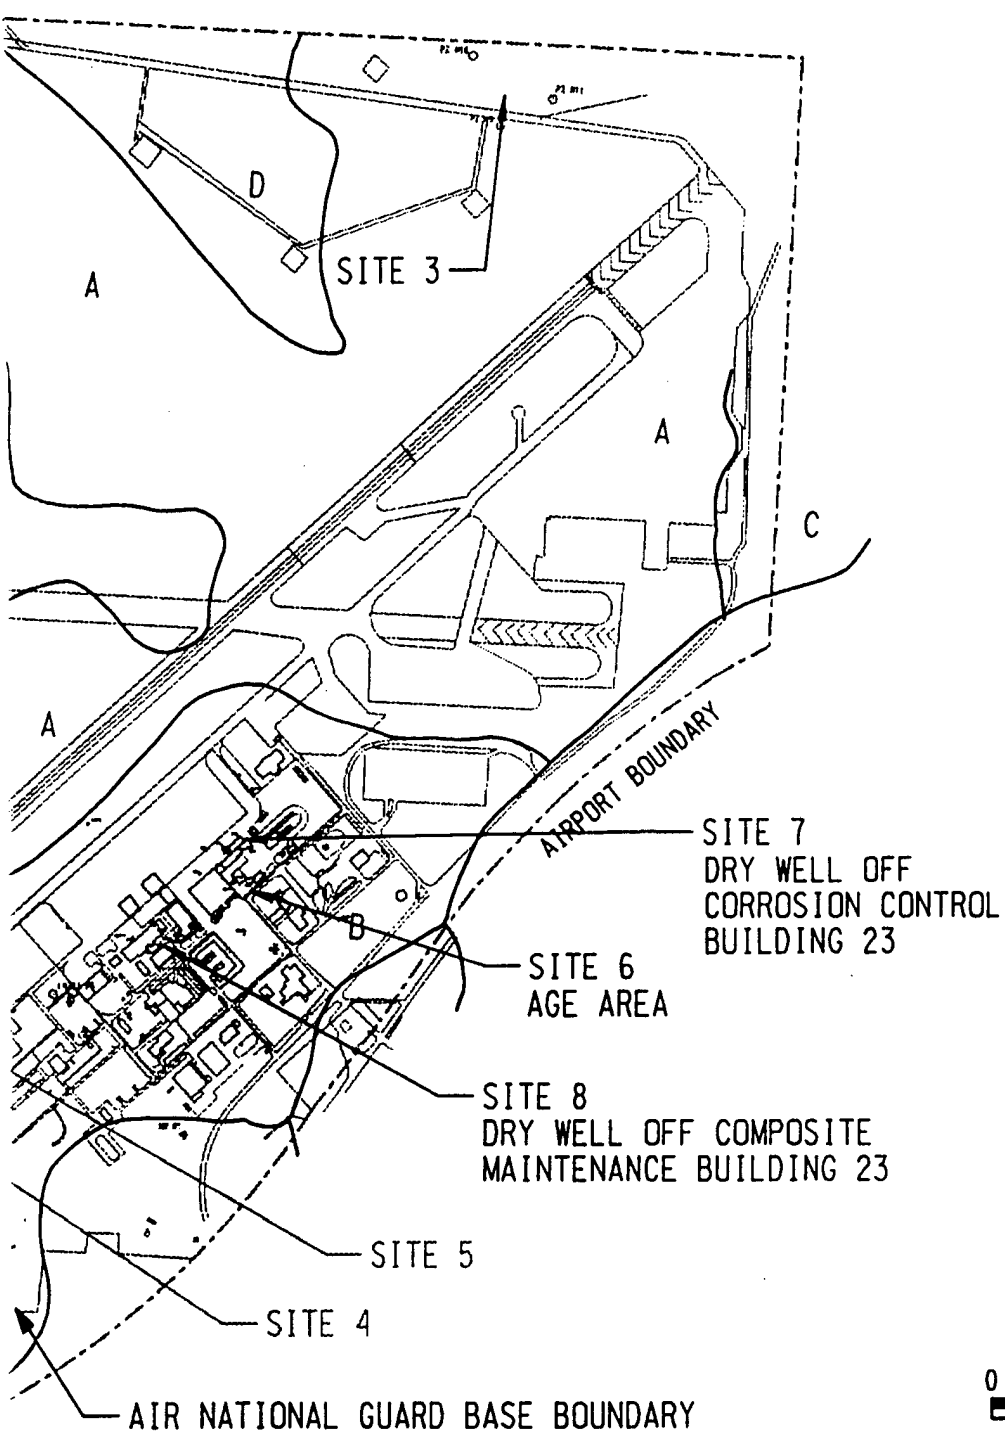 D
A
SITE 3
A
C
A
AIRPORT BOUNDARY
SITE 7
DRY WELL OFF
CORROSION CONTROL
BUILDING 23
B
SITE 6
AGE AREA
SITE 8
DRY WELL OFF COMPOSITE
MAINTENANCE BUILDING 23
SITE 5
SITE 4
0
AIR NATIONAL GUARD BASE BOUNDARY